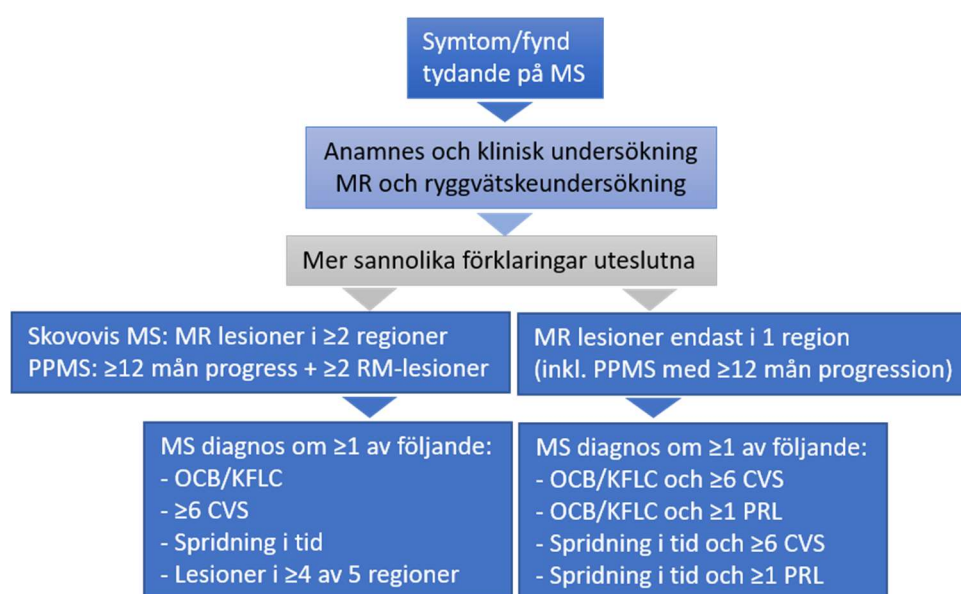 Symtom/fynd
tydande på MS
Anamnes och klinisk undersökning
MR och ryggvätskeundersökning
Mer sannolika förklaringar uteslutna
Skovovis MS: MR lesioner i ≥2 regioner
PPMS: ≥12 mån progress + ≥2 RM-lesioner
MS diagnos om ≥1 av följande:
- OCB/KFLC
- ≥6 CVS
- Spridning i tid
- Lesioner i ≥4 av 5 regioner
MR lesioner endast i 1 region
(inkl. PPMS med ≥12 mån progression)
MS diagnos om ≥1 av följande:
- OCB/KFLC och ≥6 CVS
- OCB/KFLC och ≥1 PRL
- Spridning i tid och ≥6 CVS
- Spridning i tid och ≥1 PRL